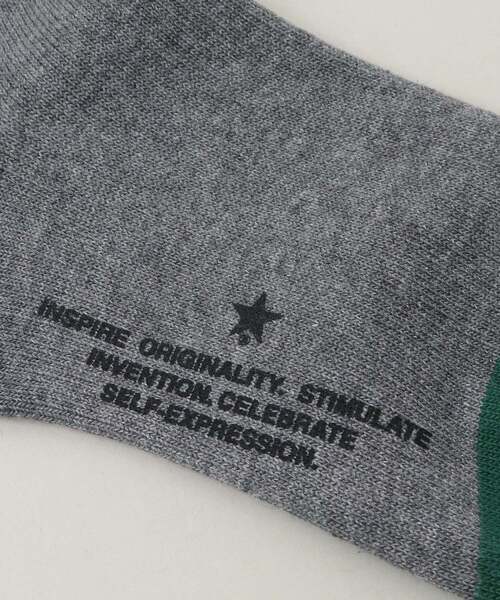 INSPIRE ORIGINALITY. STIMULATE
INVENTION. CELEBRATE
SELF-EXPRESSION.